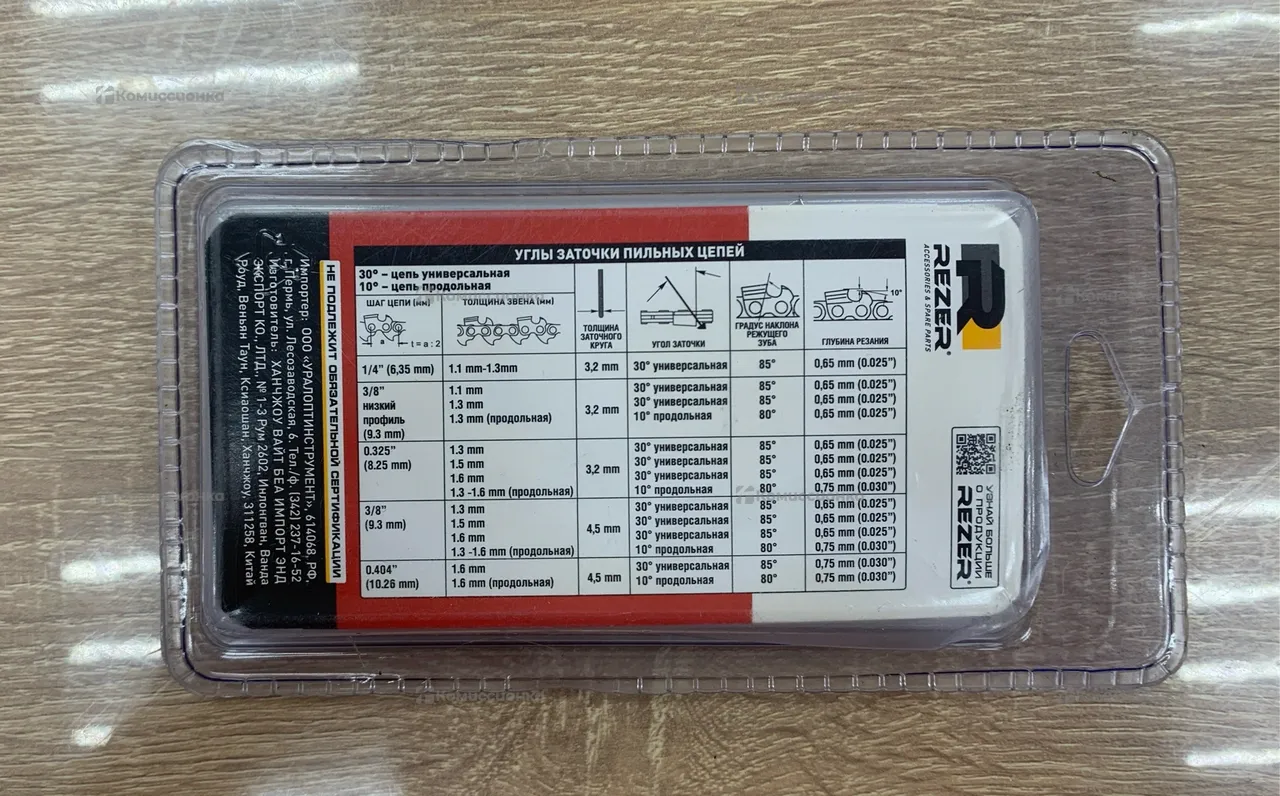 Комиссионка
УГЛЫ ЗАТОЧКИ ПИЛЬНЫХ ЦЕПЕЙ
30° – цепь универсальная
10° – цепь продольная
ШАГ ЦЕПИ (мм)
ТОЛЩИНА ЗВЕНА (мм)
a
t = a : 2
ТОЛЩИНА
ЗАТОЧНОГО
КРУГА
УГОЛ ЗАТОЧКИ
ГРАДУС НАКЛОНА
РЕЖУЩЕГО
ЗУБА
10°
ГЛУБИНА РЕЗАНИЯ
1/4” (6,35 mm) 1.1 mm-1.3mm 3,2 mm 30° универсальная 85° 0,65 mm (0.025”)
3/8”
низкий
профиль
(9.3 mm)
1.1 mm
1.3 mm
1.3 mm (продольная)
3,2 mm
30° универсальная 85° 0,65 mm (0.025”)
30° универсальная 85° 0,65 mm (0.025”)
10° продольная 80° 0,65 mm (0.025”)
0.325”
(8.25 mm)
1.3 mm
1.5 mm
1.6 mm
1.3 -1.6 mm (продольная)
3,2 mm
30° универсальная 85° 0,65 mm (0.025”)
30° универсальная 85° 0,65 mm (0.025”)
30° универсальная 85° 0,65 mm (0.025”)
10° продольная 80° 0,75 mm (0.030”)
3/8”
(9.3 mm)
1.3 mm
1.5 mm
1.6 mm
1.3 -1.6 mm (продольная)
4,5 mm
30° универсальная 85° 0,65 mm (0.025”)
30° универсальная 85° 0,65 mm (0.025”)
30° универсальная 85° 0,65 mm (0.025”)
10° продольная 80° 0,75 mm (0.030”)
0.404”
(10.26 mm)
1.6 mm
1.6 mm (продольная)
4,5 mm
30° универсальная 85° 0,75 mm (0.030”)
10° продольная 80° 0,75 mm (0.030”)
R
REZER®
ACCESSORIES & SPARE PARTS
УЗНАЙ БОЛЬШЕ
О ПРОДУКЦИИ
REZER®
НЕ ПОДЛЕЖИТ ОБЯЗАТЕЛЬНОЙ СЕРТИФИКАЦИИ
Импортер: ООО «УРАЛОПТИНСТРУМЕНТ», 614068, РФ,
г. Пермь, ул. Лесозаводская, 6. Тел./ф. (342) 237-16-52
Изготовитель: ХАНЧЖОУ ВАЙТ БЕА ИМПОРТ ЭНД
ЭКСПОРТ КО., ЛТД., № 1-3 Рум 2602, Инлонгван, Ванда
Роуд, Веньян Таун, Ксиаошан, Ханчжоу, 311258, Китай
Комиссионка
Комиссионка
Комиссионка
Комиссионка